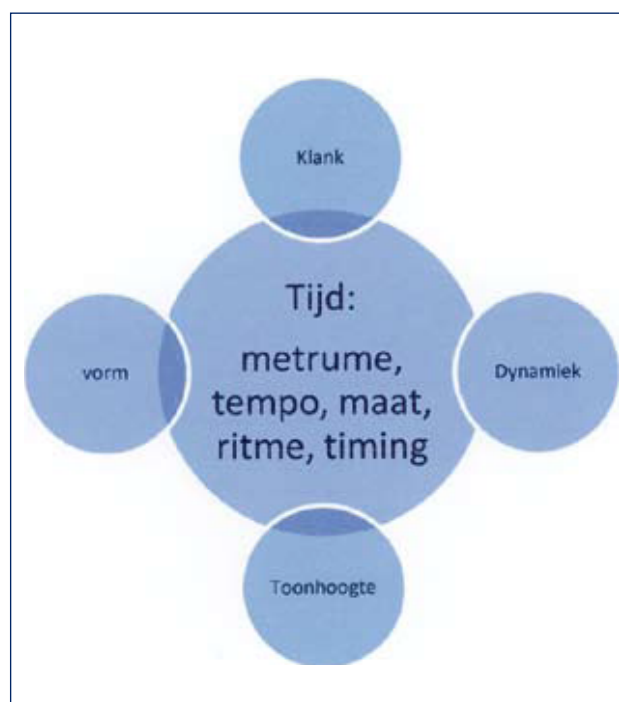 Klank
Tijd:
metrume,
tempo, maat,
ritme, timing
vorm
Dynamiek
Toonhoogte